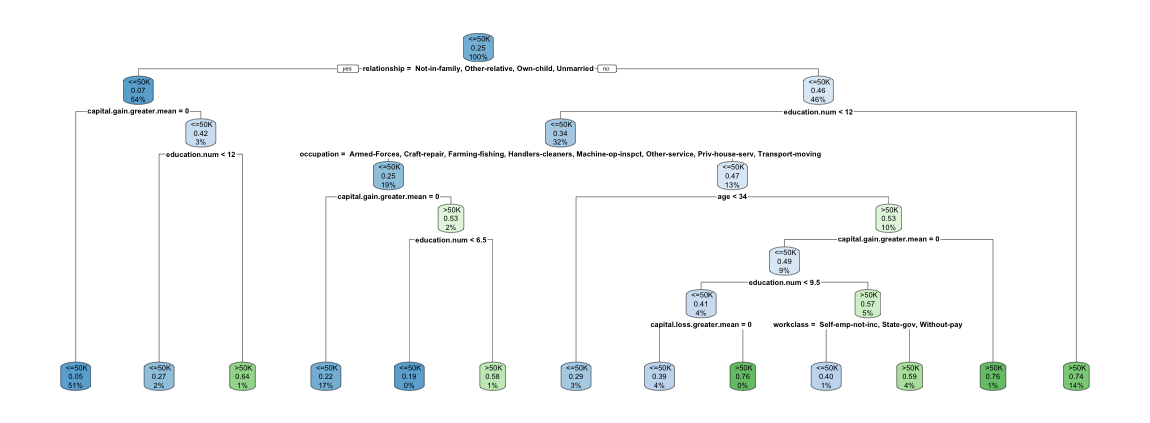 <=50K
0.25
100%
yes relationship = Not-in-family, Other-relative, Own-child, Unmarried no
<=50K
0.07
54%
<=50K
0.46
46%
capital.gain.greater.mean = 0
education.num < 12
<=50K
0.42
3%
<=50K
0.34
32%
education.num < 12
occupation = Armed-Forces, Craft-repair, Farming-fishing, Handlers-cleaners, Machine-op-inspct, Other-service, Priv-house-serv, Transport-moving
<=50K
0.25
19%
<=50K
0.47
13%
capital.gain.greater.mean = 0
age < 34
>50K
0.53
2%
>50K
0.53
10%
education.num < 6.5
capital.gain.greater.mean = 0
<=50K
0.49
9%
education.num < 9.5
<=50K
0.41
4%
>50K
0.57
5%
capital.loss.greater.mean = 0
workclass = Self-emp-not-inc, State-gov, Without-pay
<=50K
0.05
51%
<=50K
0.27
2%
>50K
0.64
1%
<=50K
0.22
17%
<=50K
0.19
0%
>50K
0.58
1%
<=50K
0.29
3%
<=50K
0.39
4%
>50K
0.76
0%
<=50K
0.40
1%
>50K
0.59
4%
>50K
0.76
1%
>50K
0.74
14%